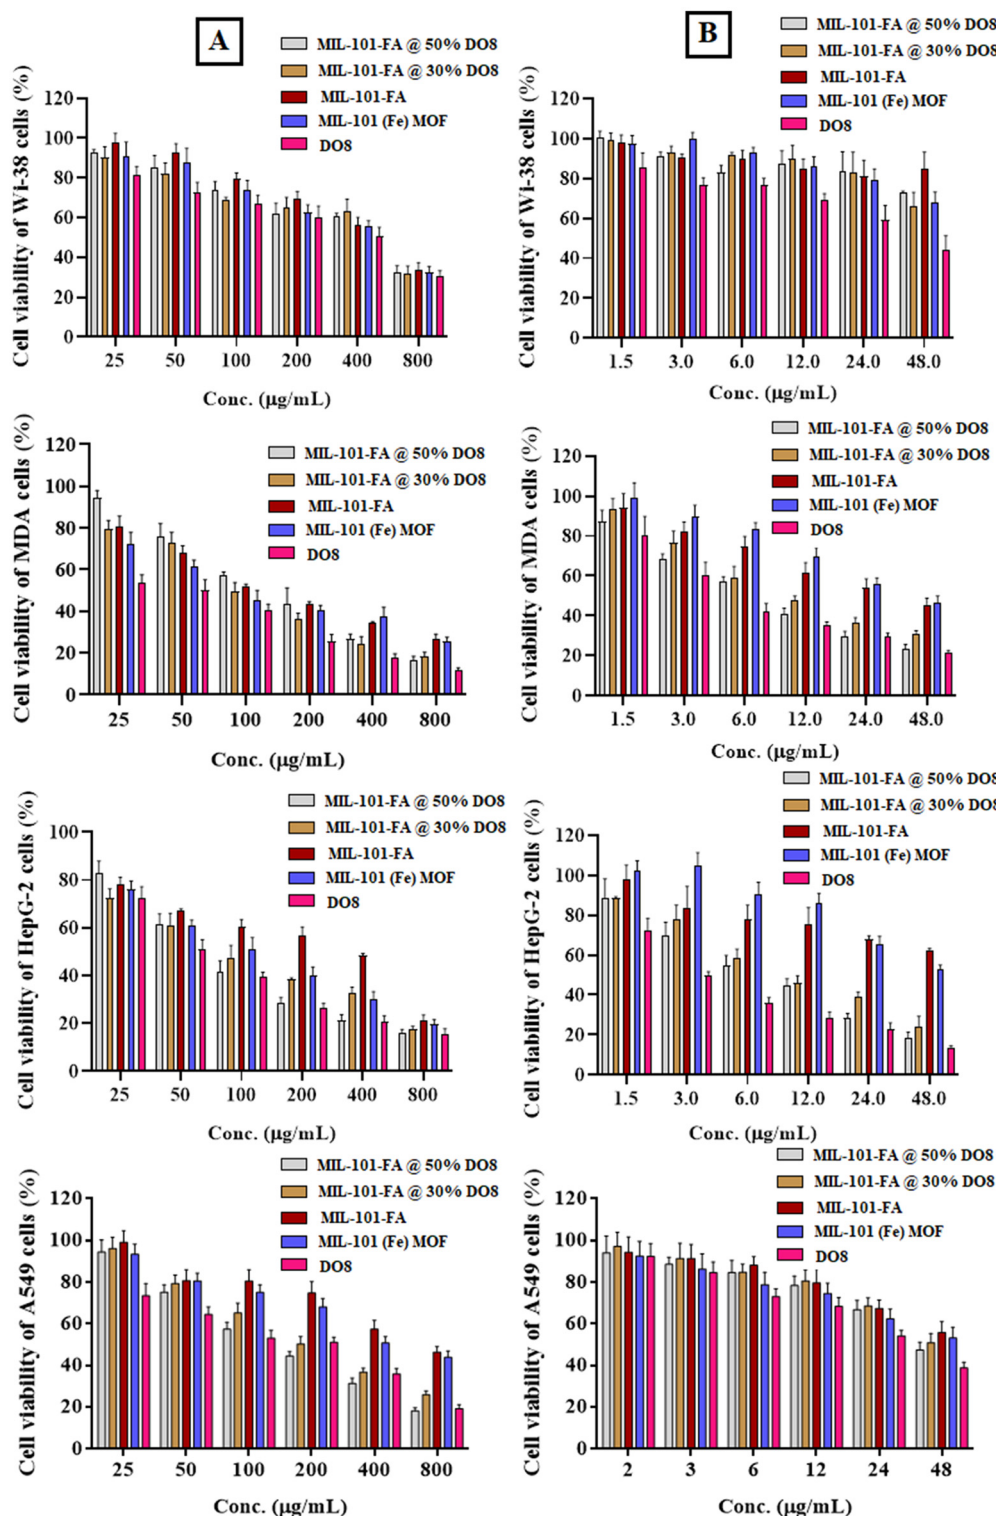 A
MIL-101-FA @ 50% DO8
MIL-101-FA @ 30% DO8
MIL-101-FA
MIL-101 (Fe) MOF
DO8
Cell viability of Wi-38 cells (%)
120
100
80
60
40
20
0
25 50 100 200 400 800
Conc. (µg/mL)
B
MIL-101-FA @ 50% DO8
MIL-101-FA @ 30% DO8
MIL-101-FA
MIL-101 (Fe) MOF
DO8
Cell viability of Wi-38 cells (%)
120
100
80
60
40
20
0
1.5 3.0 6.0 12.0 24.0 48.0
Conc. (µg/mL)
MIL-101-FA @ 50% DO8
MIL-101-FA @ 30% DO8
MIL-101-FA
MIL-101 (Fe) MOF
DO8
Cell viability of MDA cells (%)
120
100
80
60
40
20
0
25 50 100 200 400 800
Conc. (µg/mL)
MIL-101-FA @ 50% DO8
MIL-101-FA @ 30% DO8
MIL-101-FA
MIL-101 (Fe) MOF
DO8
Cell viability of MDA cells (%)
120
100
80
60
40
20
0
1.5 3.0 6.0 12.0 24.0 48.0
Conc. (µg/mL)
MIL-101-FA @ 50% DO8
MIL-101-FA @ 30% DO8
MIL-101-FA
MIL-101 (Fe) MOF
DO8
Cell viability of HepG-2 cells (%)
100
80
60
40
20
0
25 50 100 200 400 800
Conc. (µg/mL)
MIL-101-FA @ 50% DO8
MIL-101-FA @ 30% DO8
MIL-101-FA
MIL-101 (Fe) MOF
DO8
Cell viability of HepG-2 cells (%)
120
100
80
60
40
20
0
1.5 3.0 6.0 12.0 24.0 48.0
Conc. (µg/mL)
MIL-101-FA @ 50% DO8
MIL-101-FA @ 30% DO8
MIL-101-FA
MIL-101 (Fe) MOF
DO8
Cell viability of A549 cells (%)
120
100
80
60
40
20
0
25 50 100 200 400 800
Conc. (µg/mL)
MIL-101-FA @ 50% DO8
MIL-101-FA @ 30% DO8
MIL-101-FA
MIL-101 (Fe) MOF
DO8
Cell viability of A549 cells (%)
120
100
80
60
40
20
0
2 3 6 12 24 48
Conc. (µg/mL)